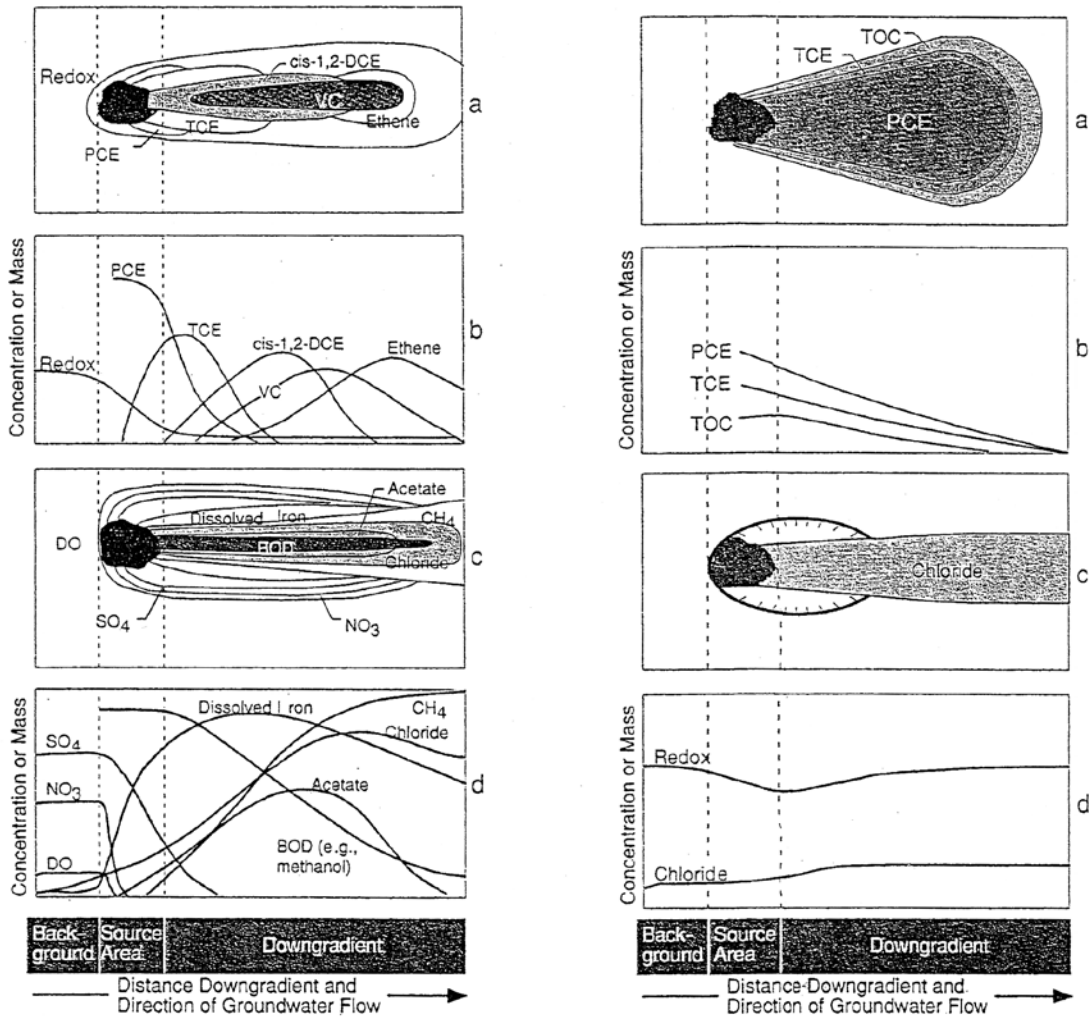 Redox
cis-1,2-DCE
VC
TCE
Ethene
PCE
a
Concentration or Mass
PCE
TCE
cis-1,2-DCE
Ethene
Redox
VC
b
Acetate
Dissolved Iron
CH4
DO
BOD
Chloride
SO4
NO3
c
Concentration or Mass
Dissolved Iron
CH4
SO4
Chloride
NO3
Acetate
DO
BOD (e.g.,
methanol)
d
Back-
ground
Source
Area
Downgradient
Distance Downgradient and
Direction of Groundwater Flow
TOC
TCE
PCE
a
Concentration or Mass
PCE
TCE
TOC
b
Chloride
c
Concentration or Mass
Redox
Chloride
d
Back-
ground
Source
Area
Downgradient
Distance Downgradient and
Direction of Groundwater Flow